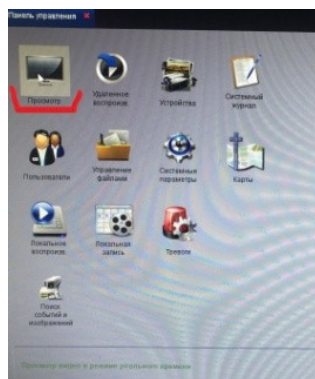 Панель управления
Просмотр
Удаленное
воспроизв.
Устройства
Системный
журнал
Пользователи
Управление
файлами
Системные
параметры
Карты
Локальное
воспроизв.
Локальная
запись
Тревоги
Поиск
событий и
изображений
Просмотр видео в режиме реального времени